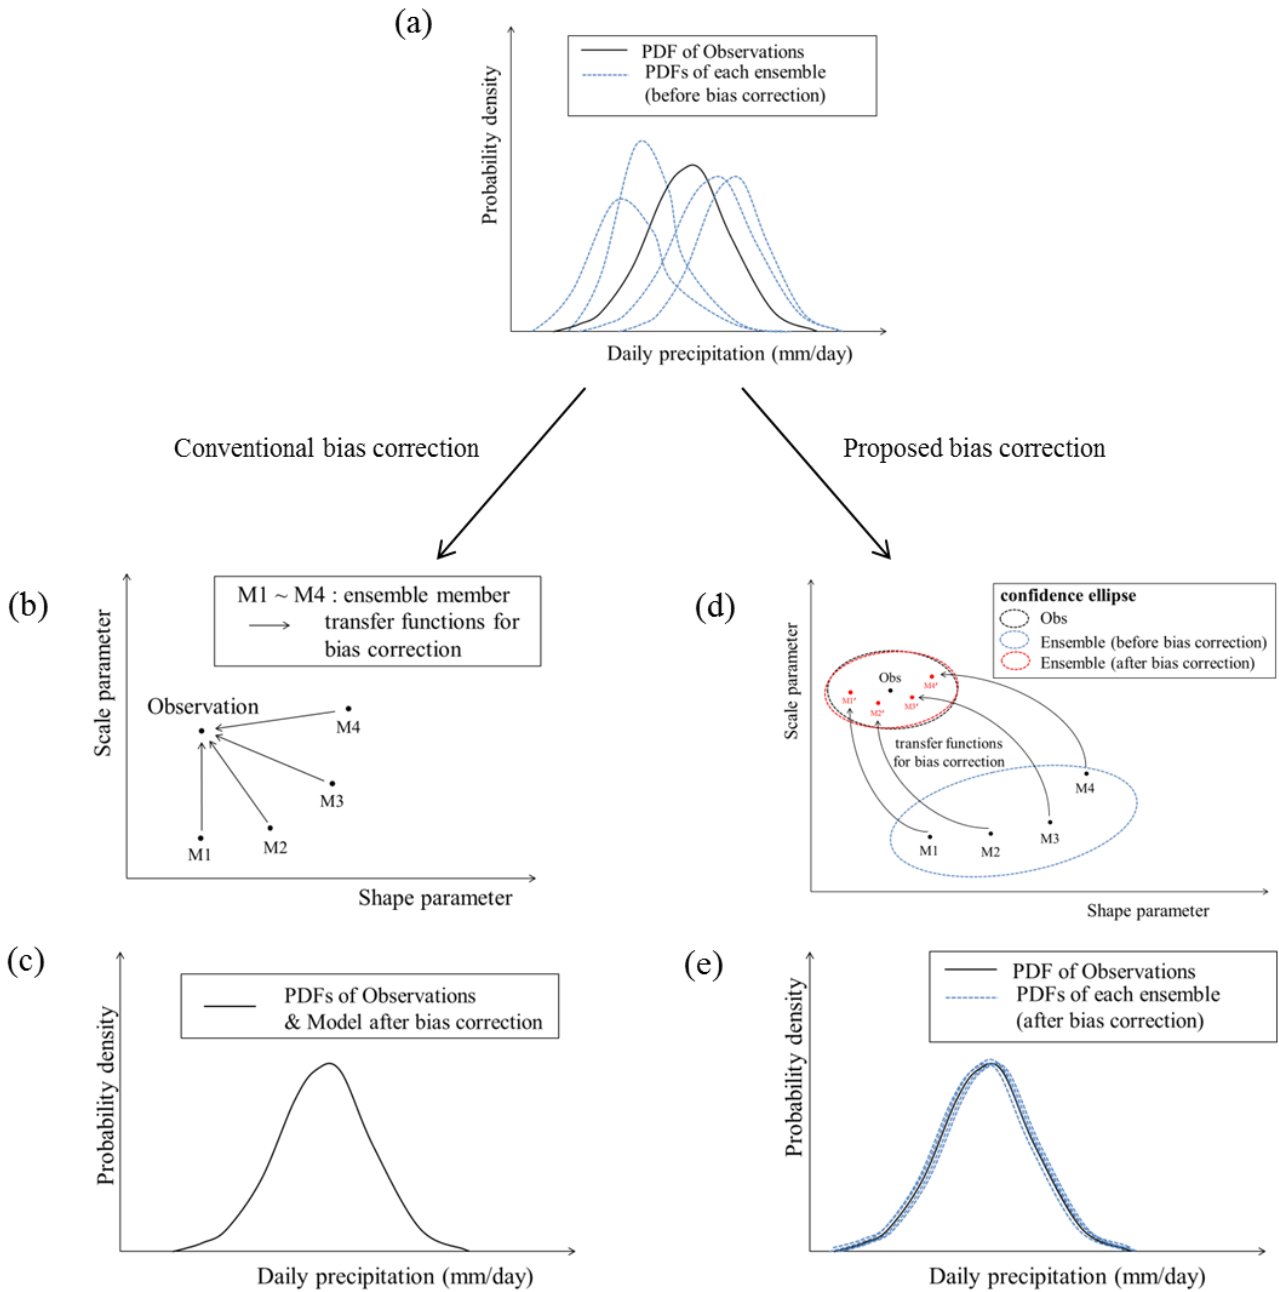 (a)
PDF of Observations
PDFs of each ensemble
(before bias correction)
Probability density
Daily precipitation (mm/day)
Conventional bias correction
Proposed bias correction
(b)
M1 ~ M4 : ensemble member
transfer functions for
bias correction
Scale parameter
Observation
M4
M3
M2
M1
Shape parameter
(d)
confidence ellipse
Obs
Ensemble (before bias correction)
Ensemble (after bias correction)
Scale parameter
Obs
M1'
M2'
M3'
M4'
transfer functions
for bias correction
M4
M3
M2
M1
Shape parameter
(c)
PDFs of Observations
& Model after bias correction
Probability density
Daily precipitation (mm/day)
(e)
PDF of Observations
PDFs of each ensemble
(after bias correction)
Probability density
Daily precipitation (mm/day)